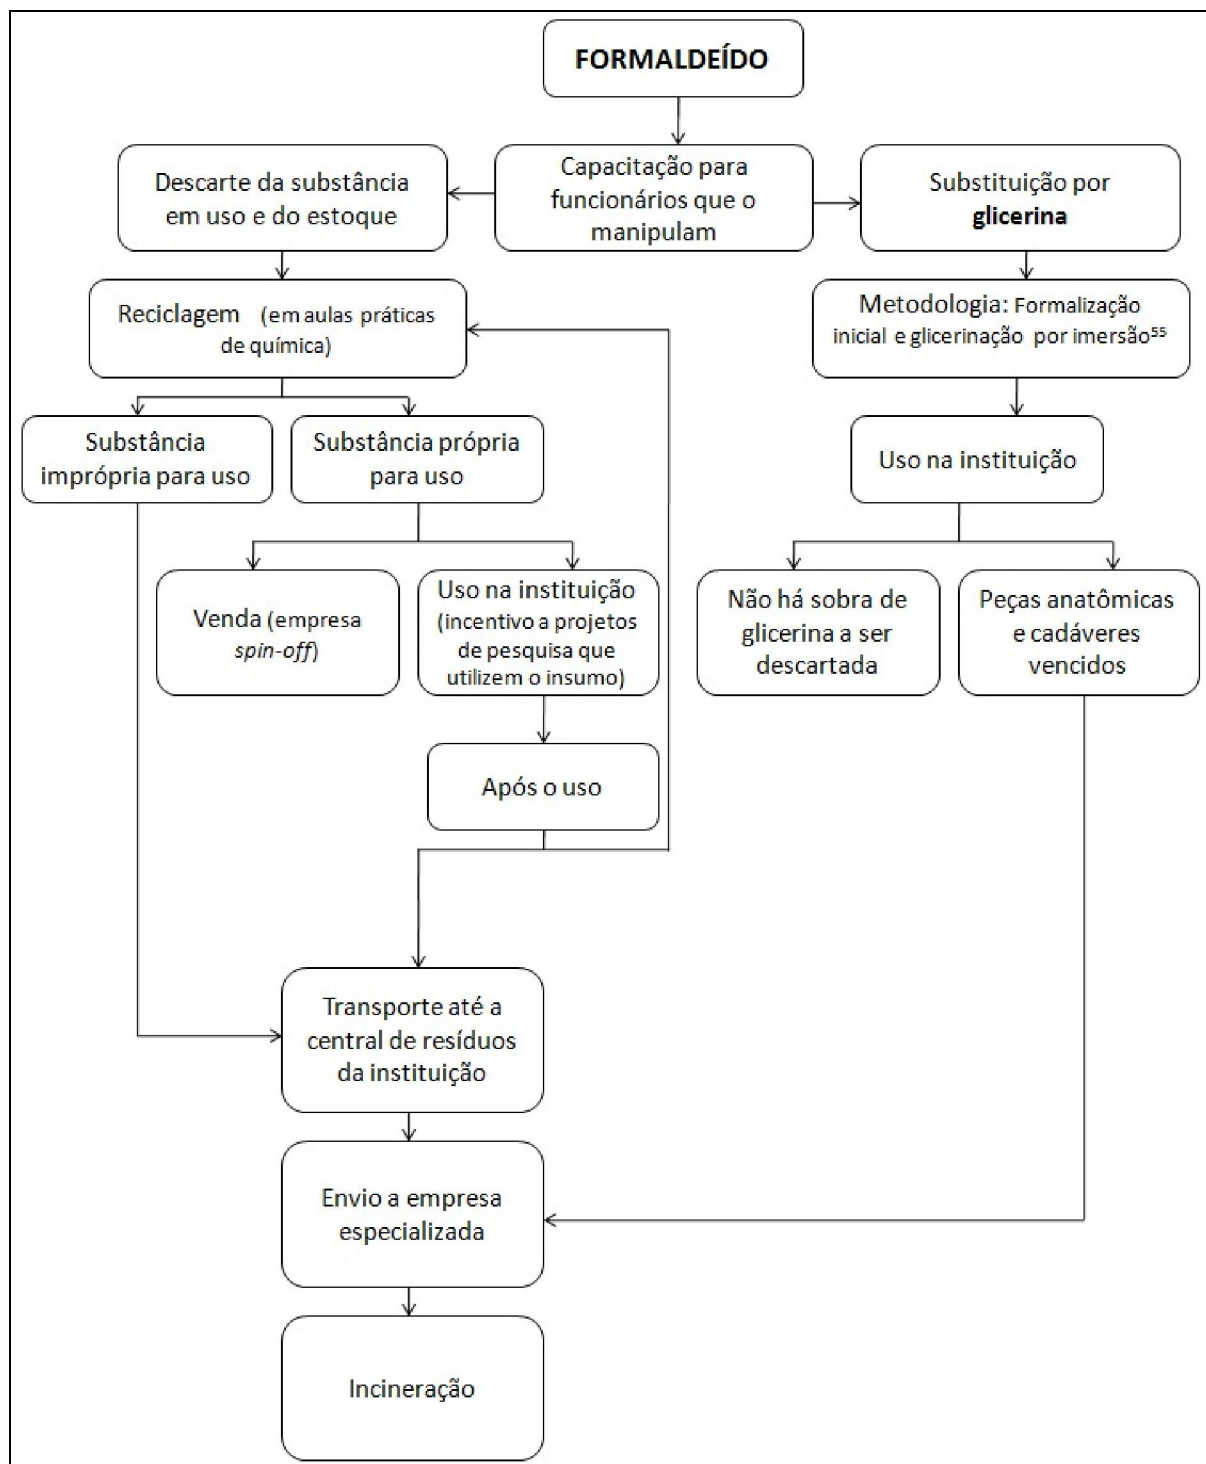 FORMALDEÍDO
Descarte da substância
em uso e do estoque
Capacitação para
funcionários que o
manipulam
Substituição por
glicerina
Reciclagem (em aulas práticas
de química)
Metodologia: Formalização
inicial e glicerinação por imersão⁵⁵
Substância
imprópria para uso
Substância própria
para uso
Uso na instituição
Venda (empresa
spin-off)
Uso na instituição
(incentivo a projetos
de pesquisa que
utilizem o insumo)
Não há sobra de
glicerina a ser
descartada
Peças anatômicas
e cadáveres
vencidos
Após o uso
Transporte até a
central de resíduos
da instituição
Envio a empresa
especializada
Incineração